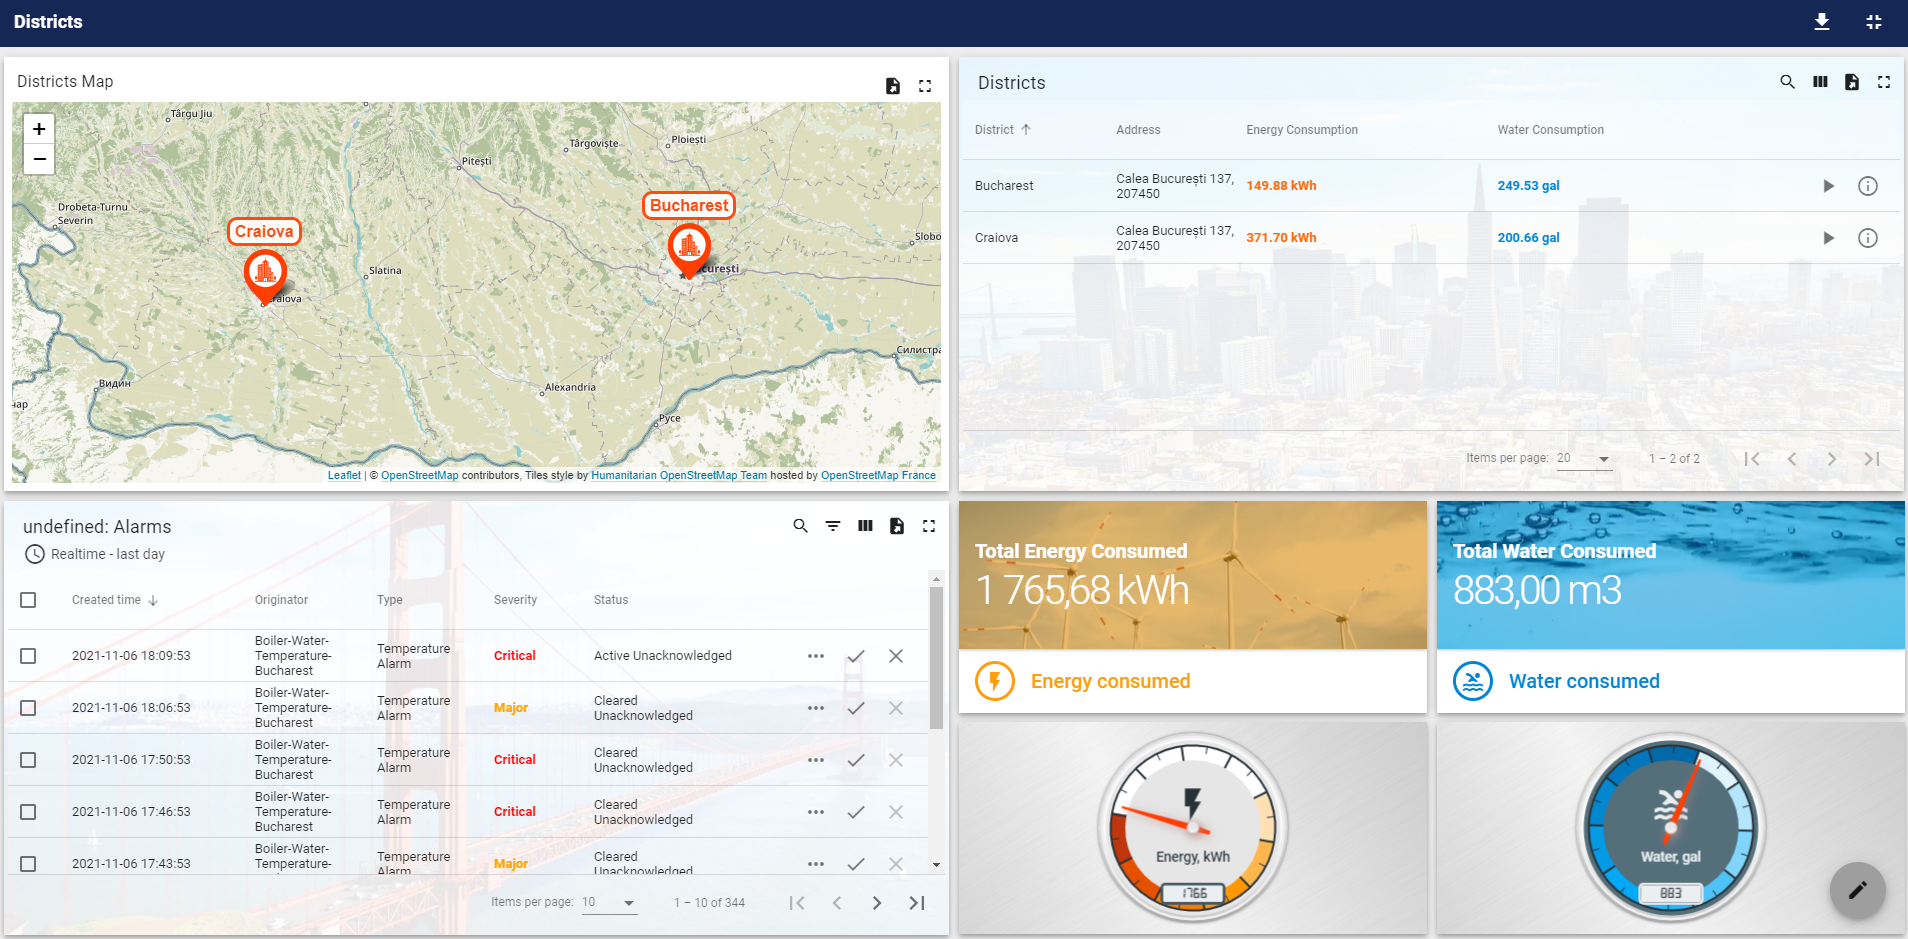 Districts
Districts Map
+
−
Târgu Jiu
Târgoviște
Ploiești
Pitești
Drobeta-Turnu
Severin
Bucharest
Craiova
Slobo
Slatina
București
Craiova
Силистра
Видин
Alexandria
нар
Русе
Leaflet | © OpenStreetMap contributors, Tiles style by Humanitarian OpenStreetMap Team hosted by OpenStreetMap France
Districts
District Address Energy Consumption Water Consumption
Bucharest Calea București 137, 149.88 kWh 249.53 gal
207450
Craiova Calea București 137, 371.70 kWh 200.66 gal
207450
Items per page: 20 1 – 2 of 2
undefined: Alarms
Realtime - last day
Created time Originator Type Severity Status
2021-11-06 18:09:53 Boiler-Water-Temperature-Bucharest Temperature Alarm Critical Active Unacknowledged
2021-11-06 18:06:53 Boiler-Water-Temperature-Bucharest Temperature Alarm Major Cleared Unacknowledged
2021-11-06 17:50:53 Boiler-Water-Temperature-Bucharest Temperature Alarm Critical Cleared Unacknowledged
2021-11-06 17:46:53 Boiler-Water-Temperature-Bucharest Temperature Alarm Critical Cleared Unacknowledged
2021-11-06 17:43:53 Boiler-Water-Temperature- Temperature Alarm Major Cleared Unacknowledged
Items per page: 10 1 – 10 of 344
Total Energy Consumed
1 765,68 kWh
Energy consumed
Total Water Consumed
883,00 m3
Water consumed
Energy, kWh
1766
Water, gal
883